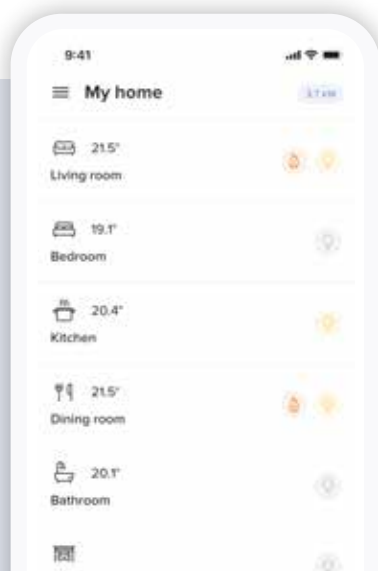 9:41
My home
21.5°
Living room
19.1°
Bedroom
20.4°
Kitchen
21.5°
Dining room
20.1°
Bathroom